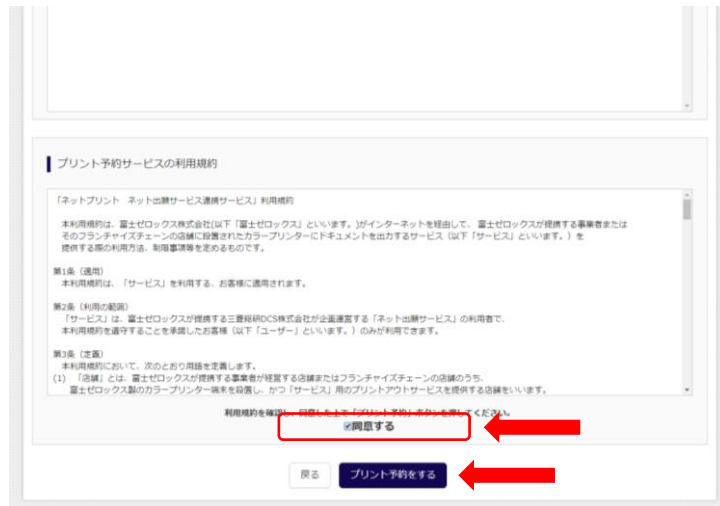 プリント予約サービスの利用規約
「ネットプリント ネット出願サービス連携サービス」利用規約
本利用規約は、富士ゼロックス株式会社(以下「富士ゼロックス」といいます。)がインターネットを経由して、富士ゼロックスが提携する事業者または
そのフランチャイズチェーンの店舗に設置されたカラープリンターにドキュメントを出力するサービス（以下「サービス」といいます。）を
提供する際の利用方法、制限事項等を定めるものです。
第1条（適用）
本利用規約は、「サービス」を利用する、お客様に適用されます。
第2条（利用の範囲）
「サービス」は、富士ゼロックスが提携する三菱総研DCS株式会社が企画運営する「ネット出願サービス」の利用者で、
本利用規約を遵守することを承諾したお客様（以下「ユーザー」といいます。）のみが利用できます。
第3条（定義）
本利用規約において、次のとおり用語を定義します。
(1) 「店舗」とは、富士ゼロックスが提携する事業者が経営する店舗またはフランチャイズチェーンの店舗のうち、
富士ゼロックス製のカラープリンター端末を設置し、かつ「サービス」用のプリントアウトサービスを提供する店舗をいいます。
利用規約を確認し、同意した上で「プリント予約」ボタンを押してください。
同意する
戻る プリント予約をする